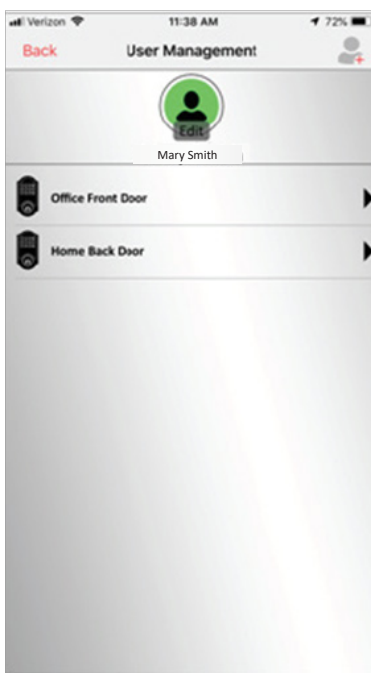 Verizon 11:38 AM 72%
Back User Management
Edit
Mary Smith
Office Front Door
Home Back Door